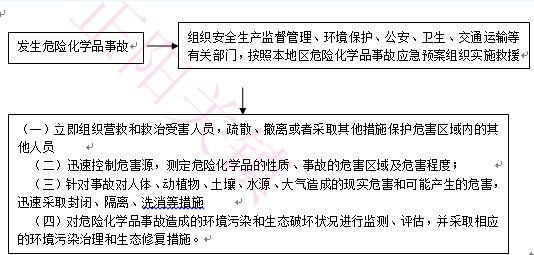 发生危险化学品事故
组织安全生产监督管理、环境保护、公安、卫生、交通运输等
有关部门，按照本地区危险化学品事故应急预案组织实施救援
（一）立即组织营救和救治受害人员，疏散、撤离或者采取其他措施保护危害区域内的其
他人员
（二）迅速控制危害源，测定危险化学品的性质、事故的危害区域及危害程度；
（三）针对事故对人体、动植物、土壤、水源、大气造成的现实危害和可能产生的危害，
迅速采取封闭、隔离、洗消等措施
（四）对危险化学品事故造成的环境污染和生态破坏状况进行监测、评估，并采取相应
的环境污染治理和生态修复措施。
正阳关镇